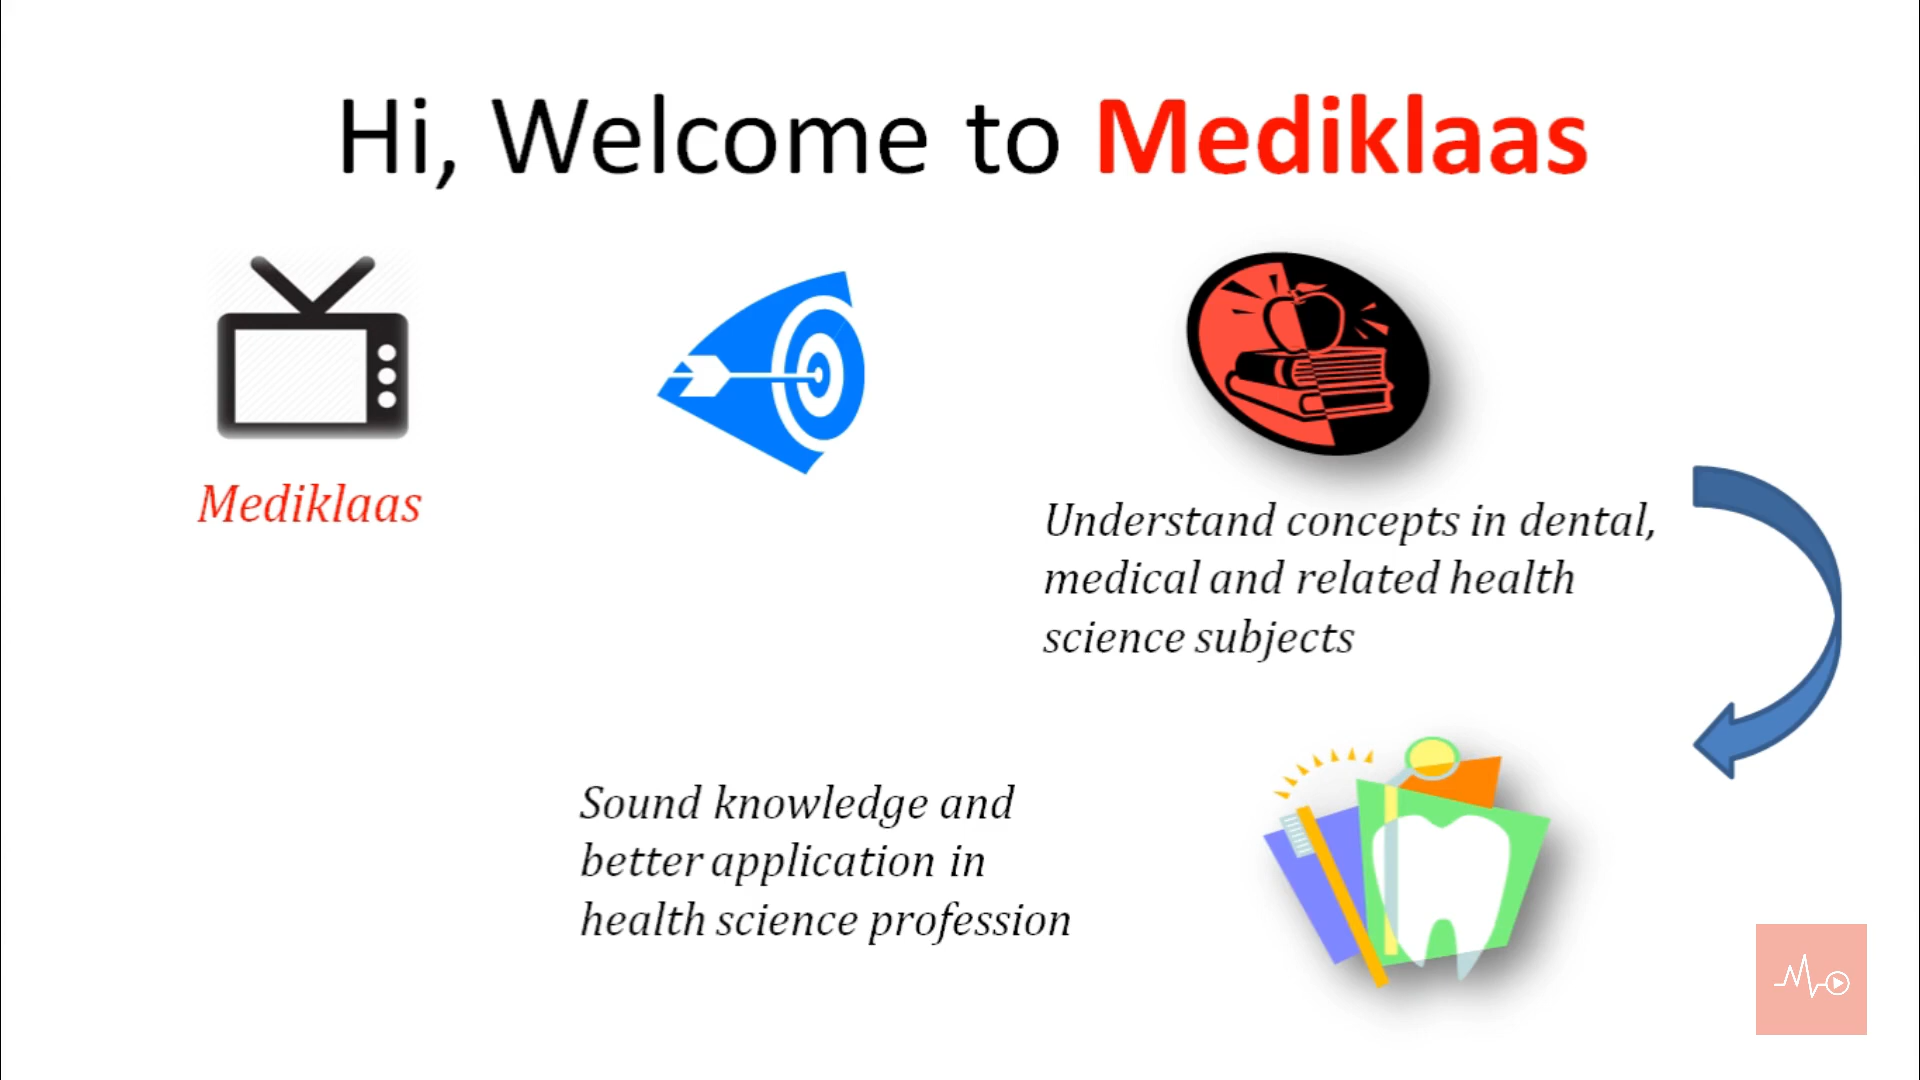 Hi, Welcome to Mediklaas
Mediklaas
Understand concepts in dental,
medical and related health
science subjects
Sound knowledge and
better application in
health science profession